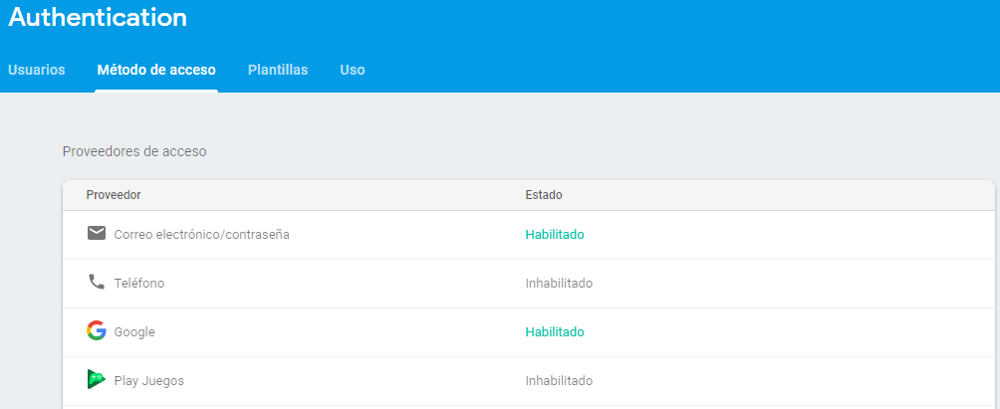 Authentication
Usuarios Método de acceso Plantillas Uso
Proveedores de acceso
Proveedor Estado
Correo electrónico/contraseña Habilitado
Teléfono Inhabilitado
Google Habilitado
Play Juegos Inhabilitado